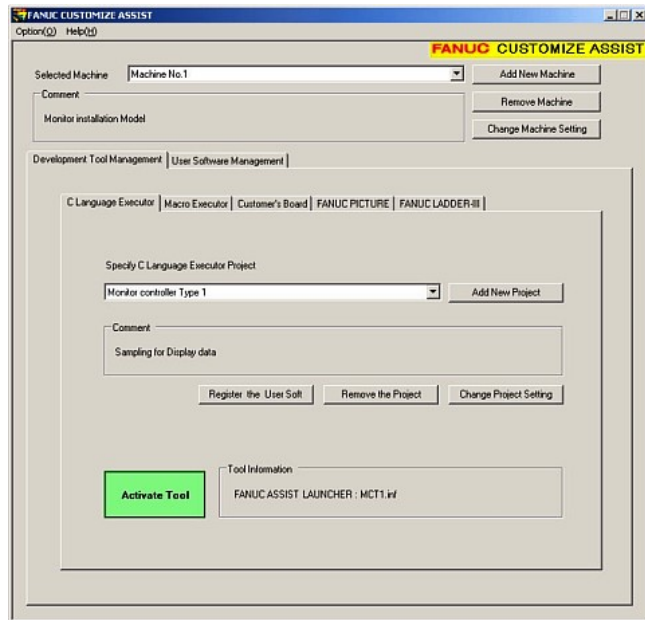 FANUC CUSTOMIZE ASSIST
Option(O) Help(H)
FANUC CUSTOMIZE ASSIST
Selected Machine Machine No.1 Add New Machine
Comment
Remove Machine
Monitor installation Model
Change Machine Setting
Development Tool Management User Software Management
C Language Executor Macro Executor Customer's Board FANUC PICTURE FANUC LADDER-III
Specify C Language Executor Project
Monitor controller Type 1 Add New Project
Comment
Sampling for Display data
Register the User Soft Remove the Project Change Project Setting
Tool Information
Activate Tool FANUC ASSIST LAUNCHER : MCT1.inf